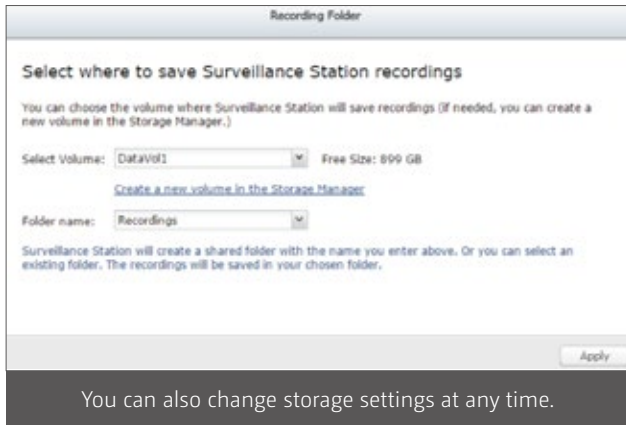 Recording Folder
Select where to save Surveillance Station recordings
You can choose the volume where Surveillance Station will save recordings (if needed, you can create a
new volume in the Storage Manager.)
Select Volume: DataVol1 Free Size: 899 GB
Create a new volume in the Storage Manager
Folder name: Recordings
Surveillance Station will create a shared folder with the name you enter above. Or you can select an
existing folder. The recordings will be saved in your chosen folder.
Apply
You can also change storage settings at any time.